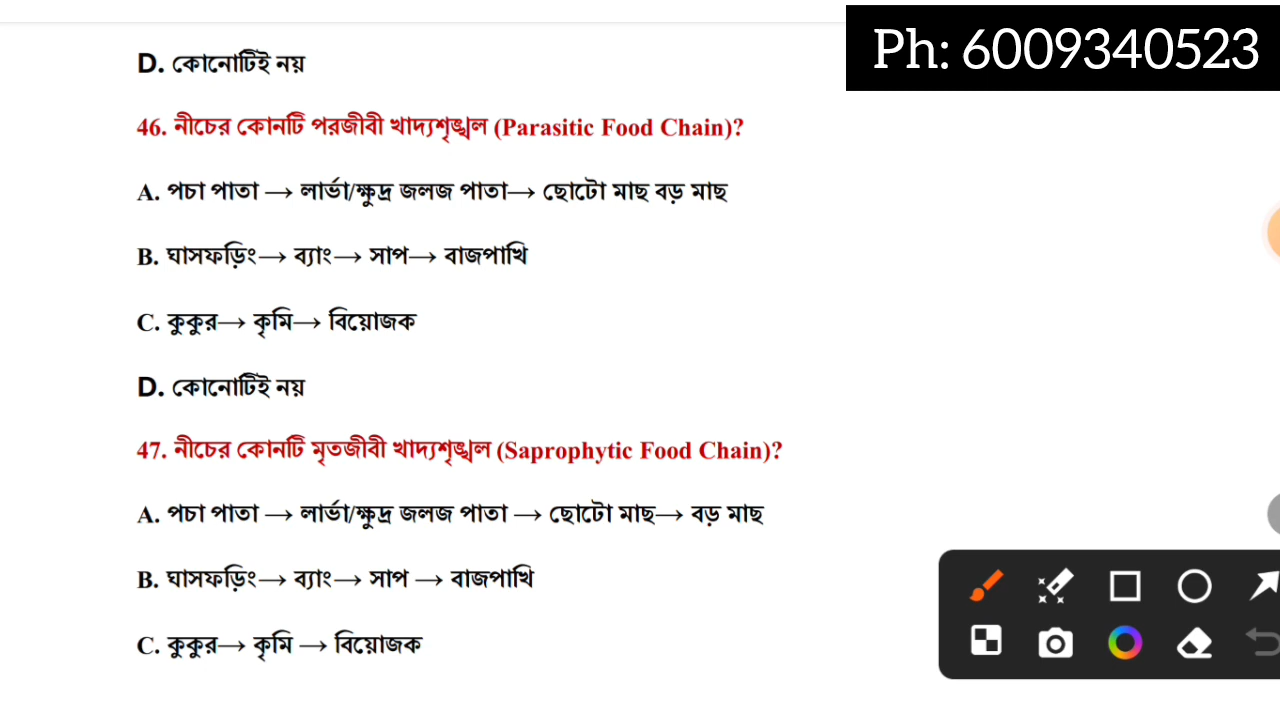 Ph: 6009340523
D. কোনোটিই নয়
46. নীচের কোনটি পরজীবী খাদ্যশৃঙ্খল (Parasitic Food Chain)?
A. পচা পাতা → লার্ভা/ক্ষুদ্র জলজ পাতা→ ছোটো মাছ বড় মাছ
B. ঘাসফড়িং→ ব্যাং→ সাপ→ বাজপাখি
C. কুকুর→ কৃমি→ বিয়োজক
D. কোনোটিই নয়
47. নীচের কোনটি মৃতজীবী খাদ্যশৃঙ্খল (Saprophytic Food Chain)?
A. পচা পাতা → লার্ভা/ক্ষুদ্র জলজ পাতা → ছোটো মাছ→ বড় মাছ
B. ঘাসফড়িং→ ব্যাং→ সাপ → বাজপাখি
C. কুকুর→ কৃমি → বিয়োজক